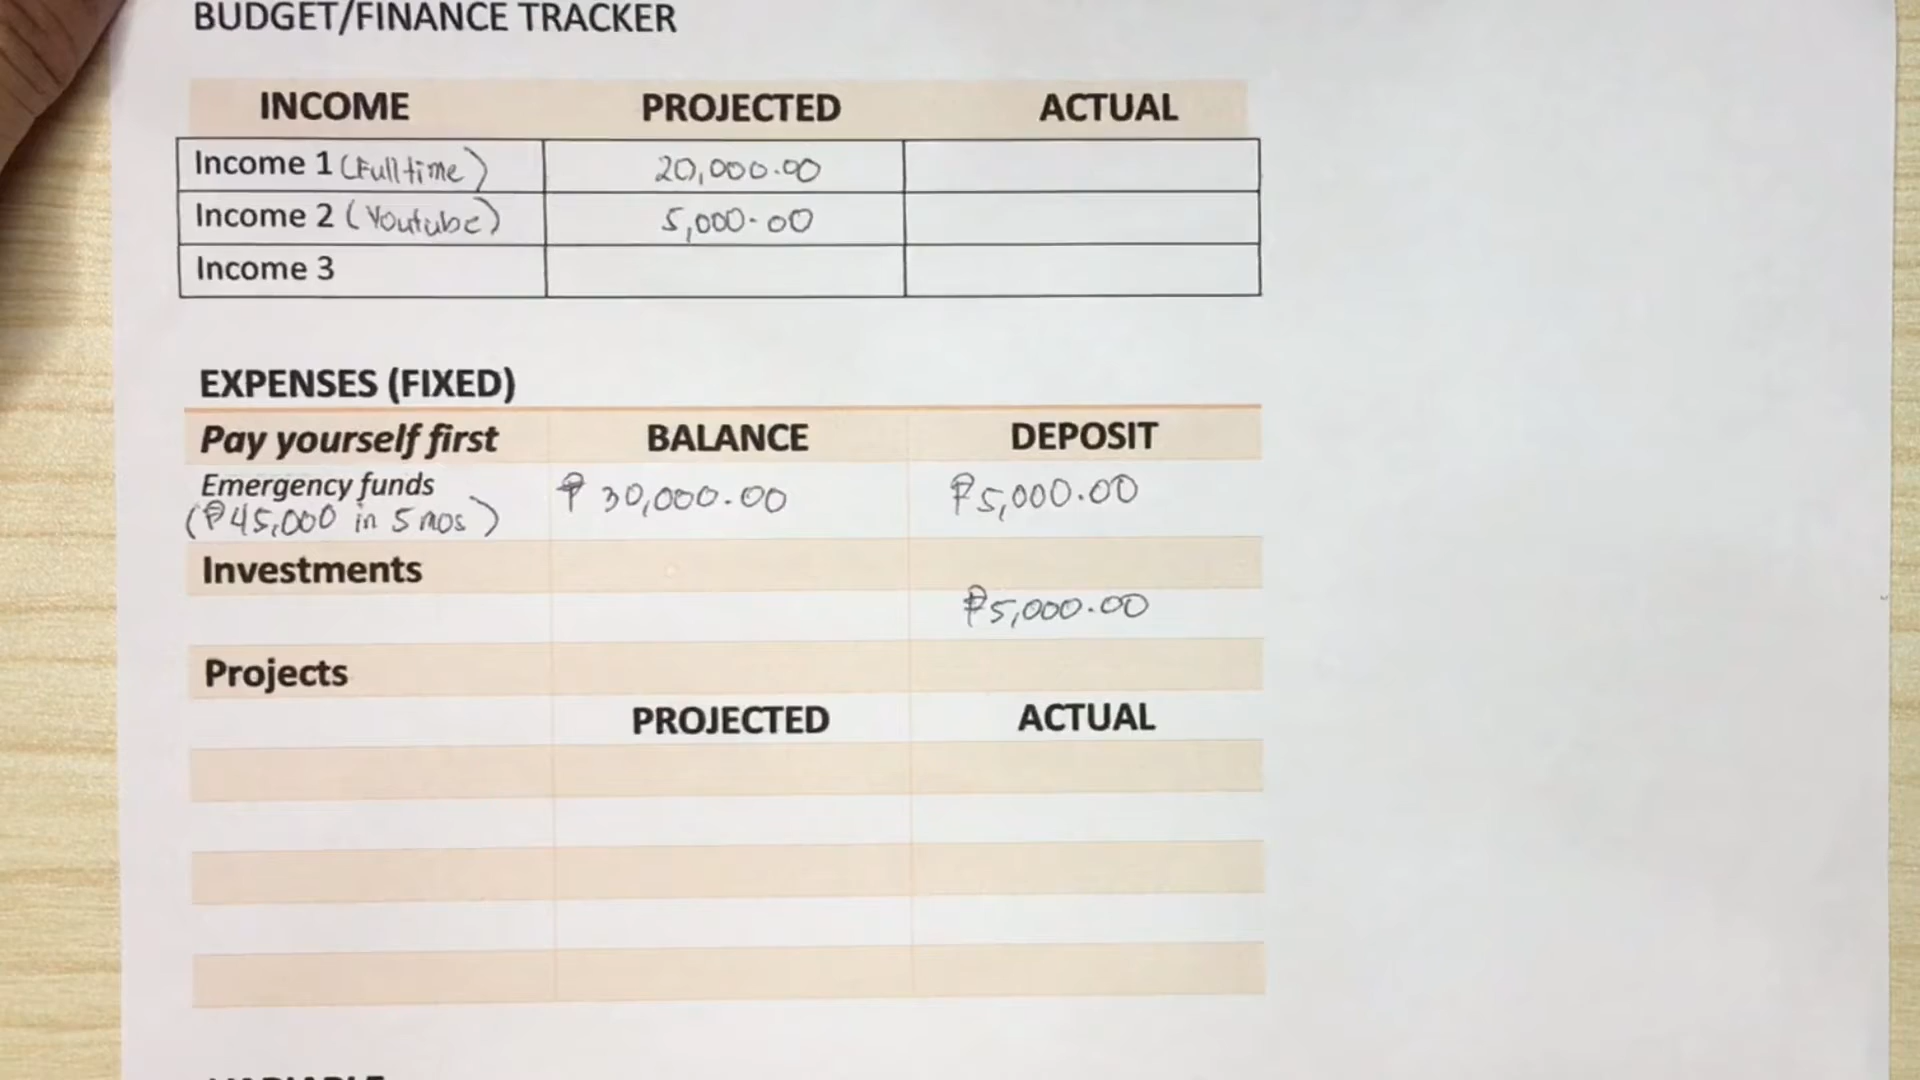 BUDGET/FINANCE TRACKER
INCOME PROJECTED ACTUAL
Income 1 (Fulltime) 20,000.00
Income 2 (Youtube) 5,000.00
Income 3
EXPENSES (FIXED)
Pay yourself first BALANCE DEPOSIT
Emergency funds ₱30,000.00 ₱5,000.00
(₱45,000 in 5 mos)
Investments
₱5,000.00
Projects
PROJECTED ACTUAL